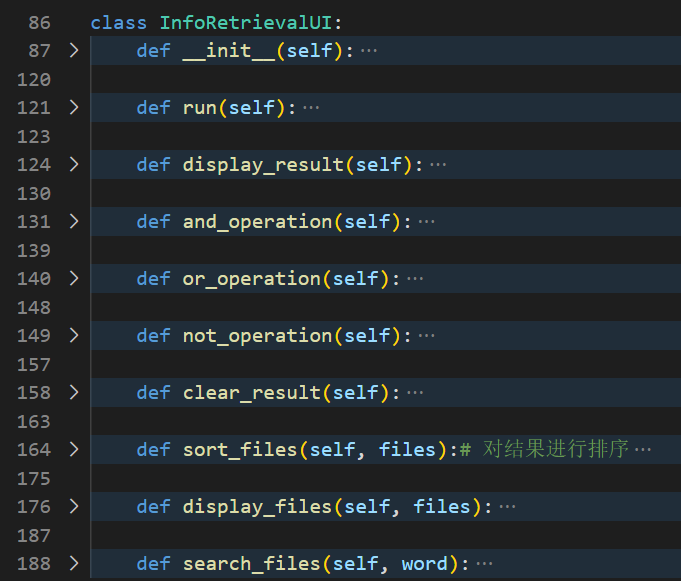 86 class InfoRetrievalUI:
87 > def __init__(self):···
120
121 > def run(self):···
123
124 > def display_result(self):···
130
131 > def and_operation(self):···
139
140 > def or_operation(self):···
148
149 > def not_operation(self):···
157
158 > def clear_result(self):···
163
164 > def sort_files(self, files):# 对结果进行排序···
175
176 > def display_files(self, files):···
187
188 > def search_files(self, word):···